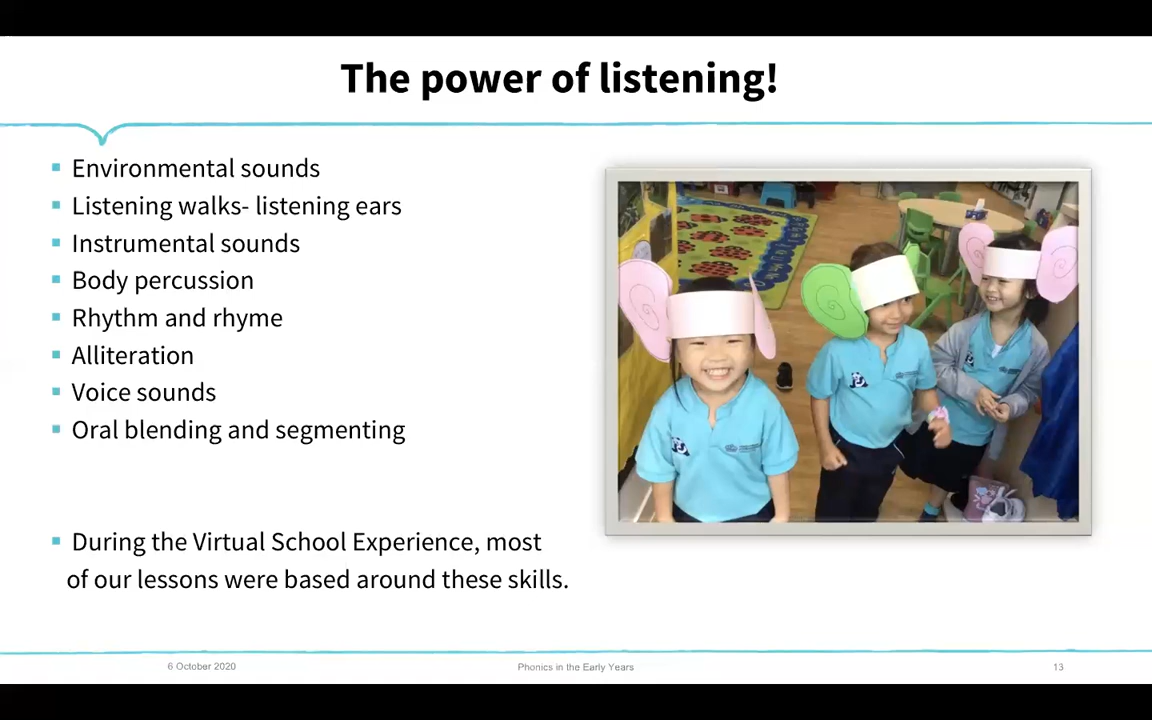 The power of listening!
▪ Environmental sounds
▪ Listening walks- listening ears
▪ Instrumental sounds
▪ Body percussion
▪ Rhythm and rhyme
▪ Alliteration
▪ Voice sounds
▪ Oral blending and segmenting
▪ During the Virtual School Experience, most
of our lessons were based around these skills.
6 October 2020
Phonics in the Early Years
13